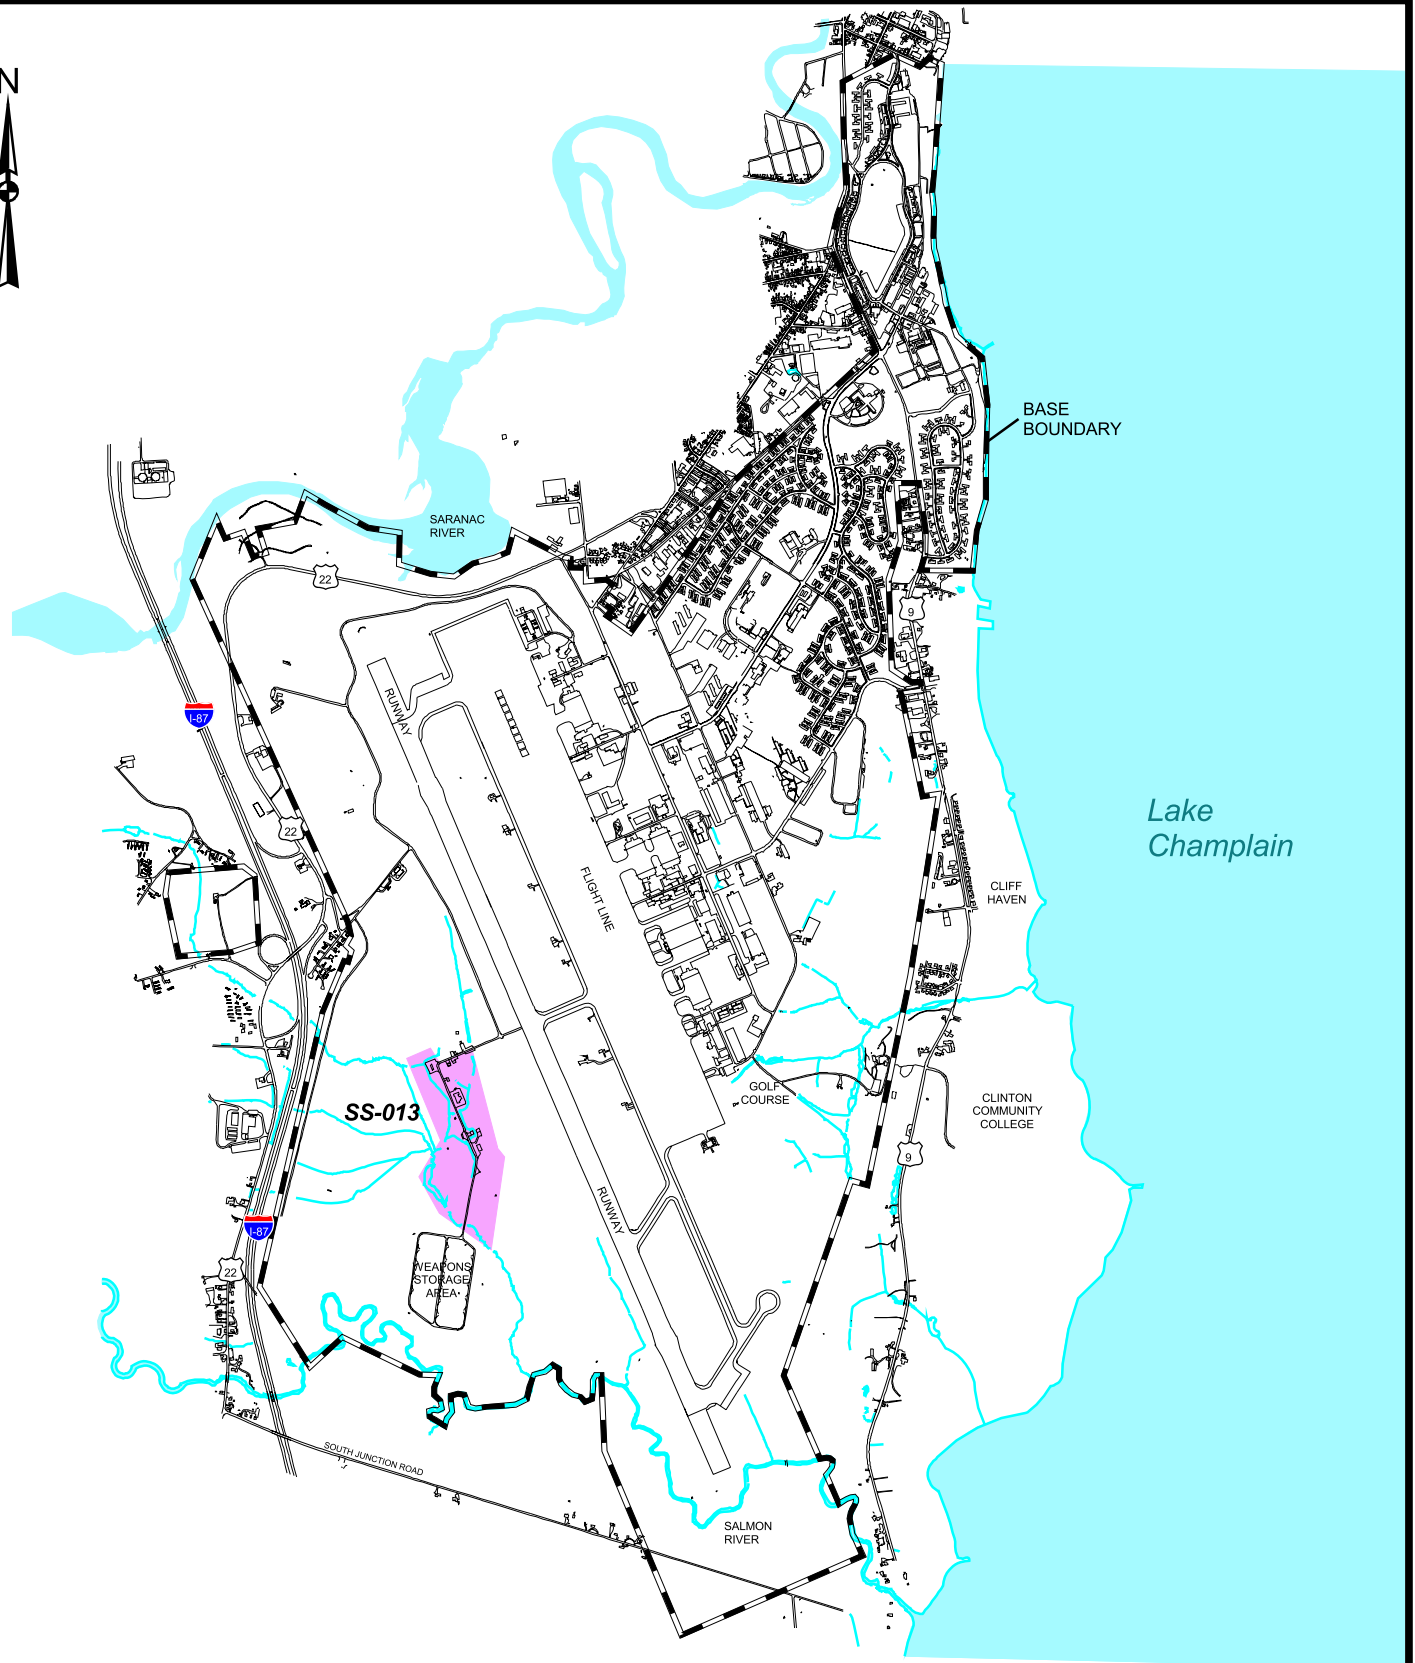 N
BASE
BOUNDARY
SARANAC
RIVER
22
9
RUNWAY
I-87
22
Lake
Champlain
FLIGHT LINE
CLIFF
HAVEN
GOLF
COURSE
CLINTON
COMMUNITY
COLLEGE
SS-013
9
RUNWAY
I-87
22
WEAPONS
STORAGE
AREA
SOUTH JUNCTION ROAD
SALMON
RIVER